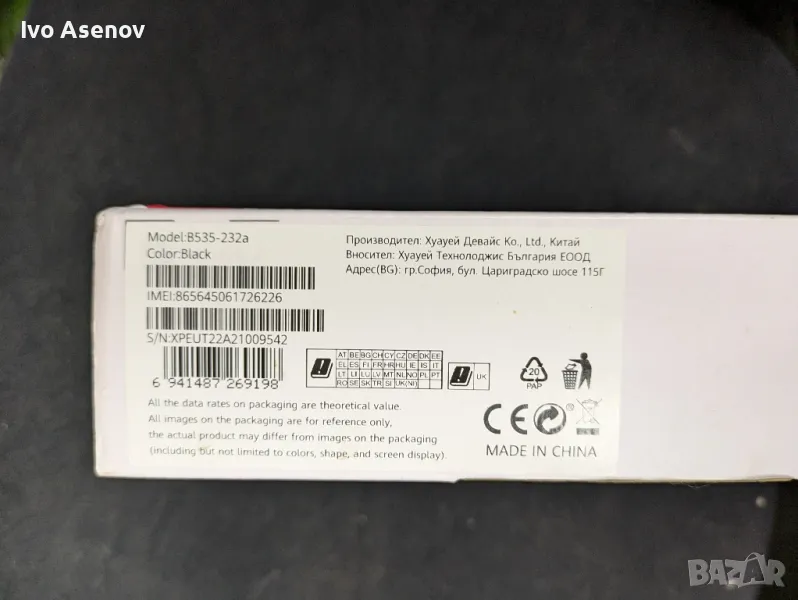 Ivo Asenov
Model:B535-232a
Color:Black
IMEI:865645061726226
S/N:XPEUT22A21009542
6 941487 269198
Производител: Хуауей Девайс Ко., Ltd., Китай
Вносител: Хуауей Технолоджис България ЕООД
Адрес(BG): гр.София, бул. Цариградско шосе 115Г
AT BE BG CH CY CZ DE DK EE
EL ES FI FR HR HU IE IS IT
LT LI LU LV MT NL NO PL PT
RO SE SK TR SI UK(NI)
UK
20
PAP
All the data rates on packaging are theoretical value.
All images on the packaging are for reference only,
the actual product may differ from images on the packaging
(including but not limited to colors, shape, and screen display).
CE ®
MADE IN CHINA
BAZAR